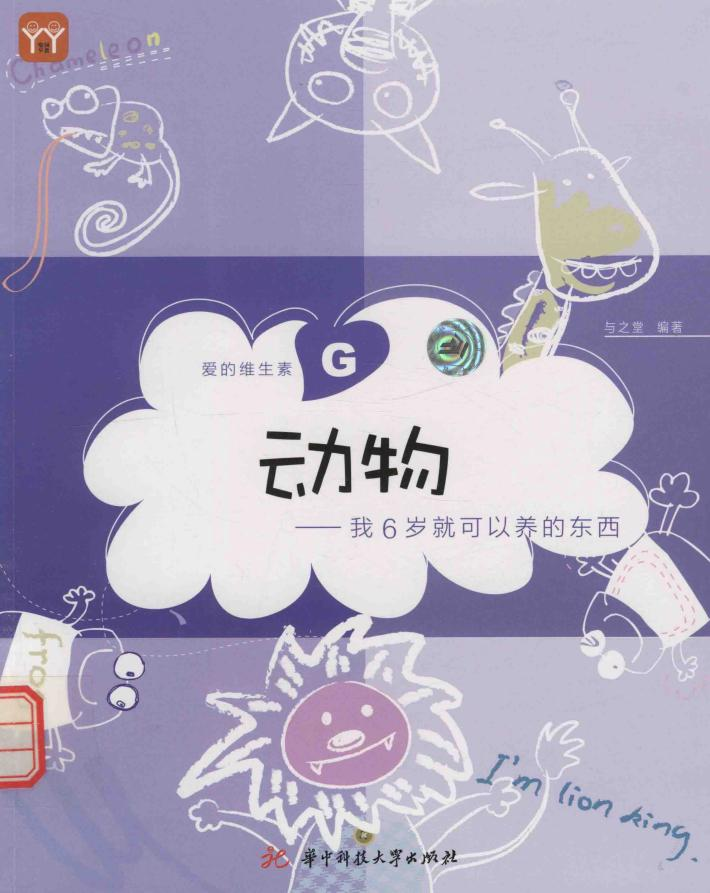 Chameleon
与之堂 编著
爱的维生素
G
动物
——我6岁就可以养的东西
I'm lion king.
华中科技大学出版社